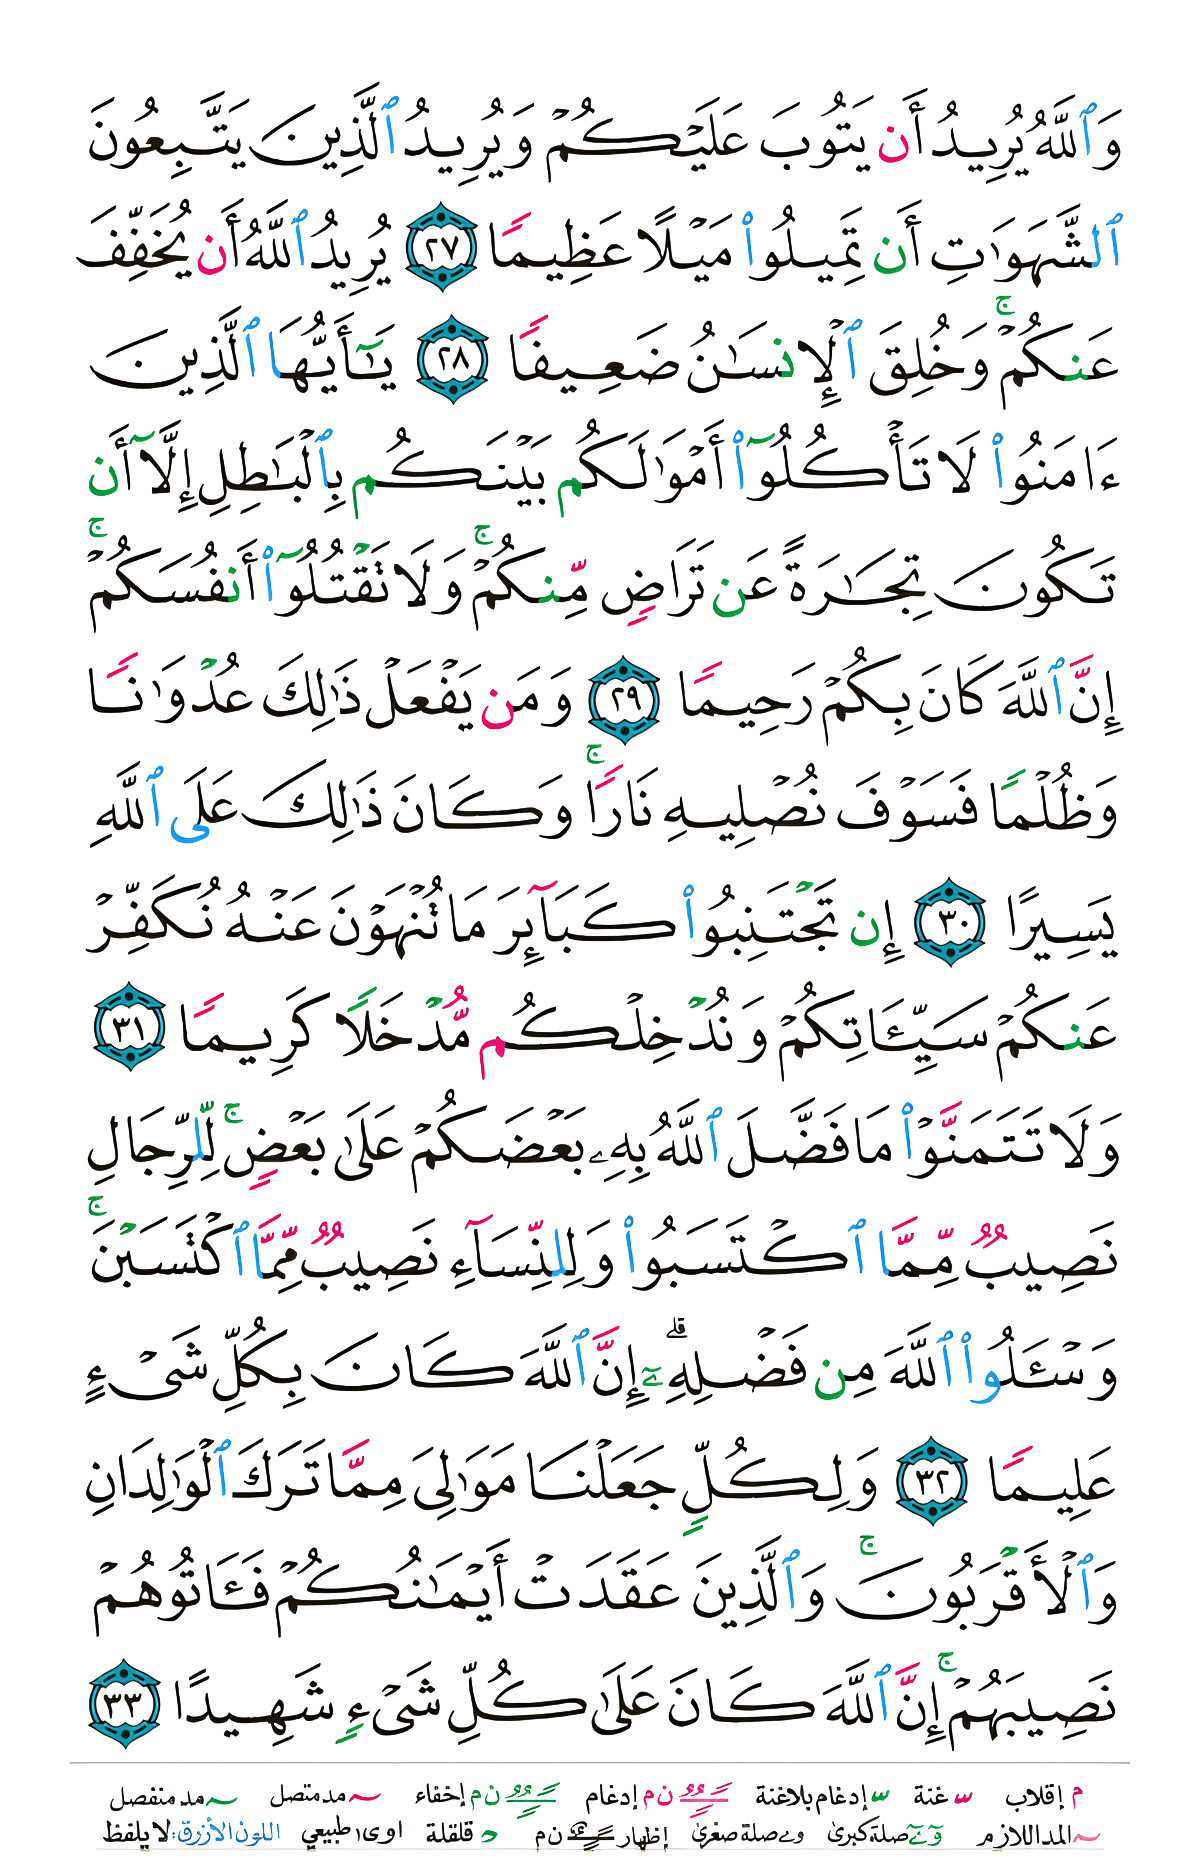 وَٱللَّهُ يُرِيدُ أَن يَتُوبَ عَلَيْكُمْ وَيُرِيدُ ٱلَّذِينَ يَتَّبِعُونَ
ٱلشَّهَوَٰتِ أَن تَمِيلُوا۟ مَيْلًا عَظِيمًا ٢٧ يُرِيدُ ٱللَّهُ أَن يُخَفِّفَ
عَنكُمْ ۚ وَخُلِقَ ٱلْإِنسَٰنُ ضَعِيفًا ٢٨ يَٰٓأَيُّهَا ٱلَّذِينَ
ءَامَنُوا۟ لَا تَأْكُلُوٓا۟ أَمْوَٰلَكُم بَيْنَكُم بِٱلْبَٰطِلِ إِلَّآ أَن
تَكُونَ تِجَٰرَةً عَن تَرَاضٍ مِّنكُمْ ۚ وَلَا تَقْتُلُوٓا۟ أَنفُسَكُمْ ۚ
إِنَّ ٱللَّهَ كَانَ بِكُمْ رَحِيمًا ٢٩ وَمَن يَفْعَلْ ذَٰلِكَ عُدْوَٰنًا
وَظُلْمًا فَسَوْفَ نُصْلِيهِ نَارًا ۚ وَكَانَ ذَٰلِكَ عَلَى ٱللَّهِ
يَسِيرًا ٣٠ إِن تَجْتَنِبُوا۟ كَبَآئِرَ مَا تُنْهَوْنَ عَنْهُ نُكَفِّرْ
عَنكُمْ سَيِّـَٔاتِكُمْ وَنُدْخِلْكُم مُّدْخَلًا كَرِيمًا ٣١
وَلَا تَتَمَنَّوْا۟ مَا فَضَّلَ ٱللَّهُ بِهِۦ بَعْضَكُمْ عَلَىٰ بَعْضٍ ۚ لِّلرِّجَالِ
نَصِيبٌ مِّمَّا ٱكْتَسَبُوا۟ وَلِلنِّسَآءِ نَصِيبٌ مِّمَّا ٱكْتَسَبْنَ ۚ
وَسْـَٔلُوا۟ ٱللَّهَ مِن فَضْلِهِۦٓ ۗ إِنَّ ٱللَّهَ كَانَ بِكُلِّ شَىْءٍ
عَلِيمًا ٣٢ وَلِكُلٍّ جَعَلْنَا مَوَٰلِىَ مِمَّا تَرَكَ ٱلْوَٰلِدَانِ
وَٱلْأَقْرَبُونَ ۚ وَٱلَّذِينَ عَقَدَتْ أَيْمَٰنُكُمْ فَـَٔاتُوهُمْ
نَصِيبَهُمْ ۚ إِنَّ ٱللَّهَ كَانَ عَلَىٰ كُلِّ شَىْءٍ شَهِيدًا ٣٣
م إقلاب غنة إدغام بلاغنة ن م إدغام ن م إخفاء مد متصل مد منفصل
المد اللازم صلة كبرى و ے صلة صغرى إظهار ن م قلقلة اوى طبيعي اللون الأزرق: لا يلفظ